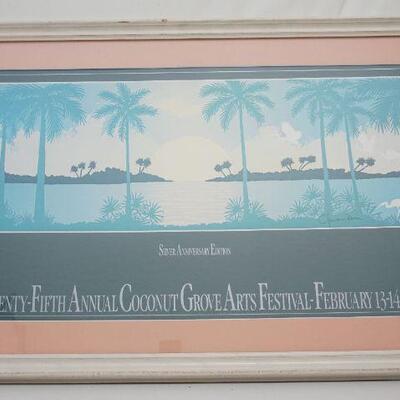 Silver Anniversary Edition
enty-Fifth Annual Coconut Grove Arts Festival-February 13-14